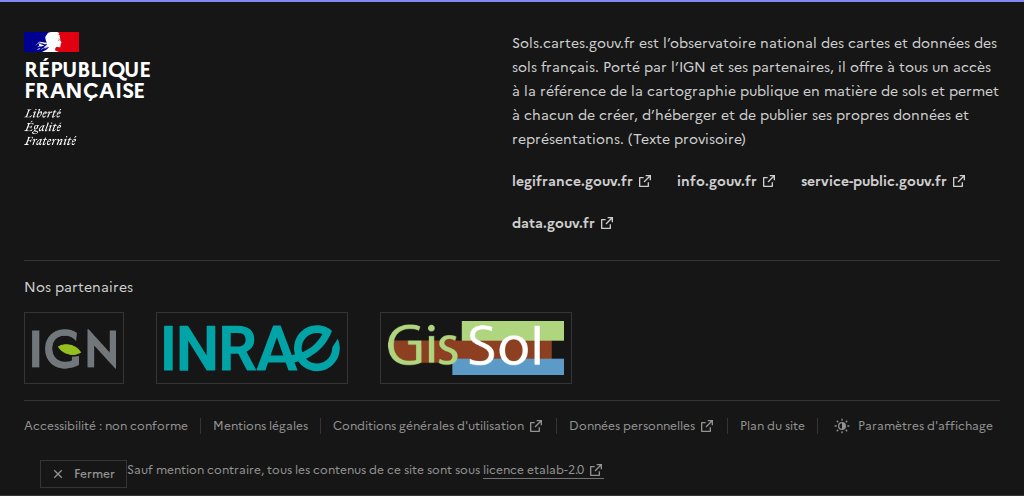 RÉPUBLIQUE
FRANÇAISE
Liberté
Égalité
Fraternité
Sols.cartes.gouv.fr est l’observatoire national des cartes et données des
sols français. Porté par l’IGN et ses partenaires, il offre à tous un accès
à la référence de la cartographie publique en matière de sols et permet
à chacun de créer, d’héberger et de publier ses propres données et
représentations. (Texte provisoire)
legifrance.gouv.fr info.gouv.fr service-public.gouv.fr
data.gouv.fr
Nos partenaires
IGN INRAE GisSol
Accessibilité : non conforme Mentions légales Conditions générales d'utilisation Données personnelles Plan du site Paramètres d'affichage
Fermer Sauf mention contraire, tous les contenus de ce site sont sous licence etalab-2.0